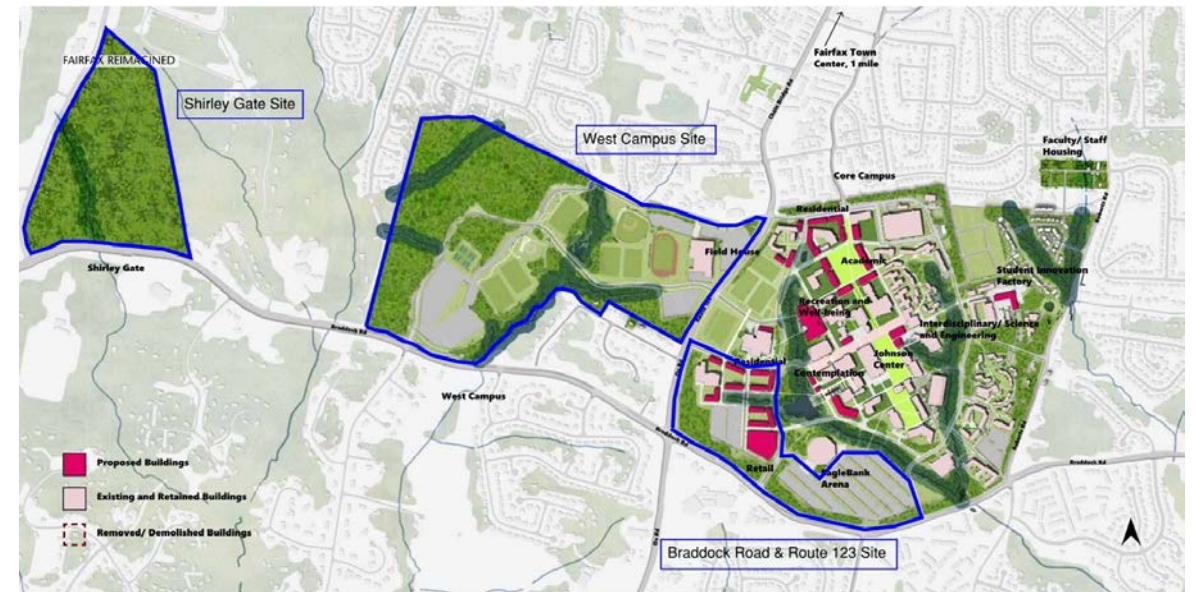 FAIRFAX REIMAGINED
Shirley Gate Site
West Campus Site
Fairfax Town
Center, 1 mile
Faculty/ Staff
Housing
Core Campus
Residential
Field House
Academic
Student Innovation
Factory
Recreation and
Well-being
Interdisciplinary/ Science
and Engineering
Johnson
Center
Shirley Gate
Braddock Rd
Residential
Contemplation
West Campus
Braddock Rd
Braddock Rd
Retail
EagleBank
Arena
Proposed Buildings
Existing and Retained Buildings
Removed/ Demolished Buildings
Braddock Road & Route 123 Site